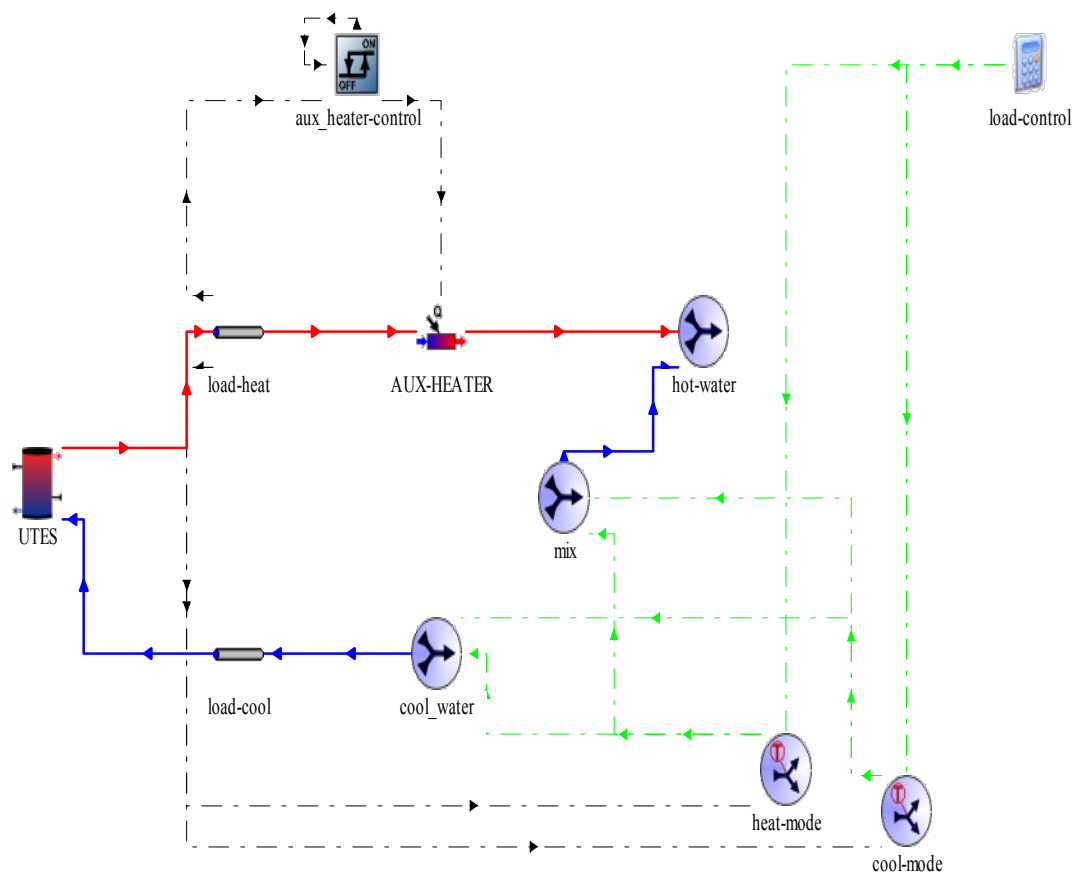 ON
OFF
aux_heater-control
load-control
Q
load-heat
AUX-HEATER
hot-water
UTES
mix
load-cool
cool_water
T
heat-mode
T
cool-mode